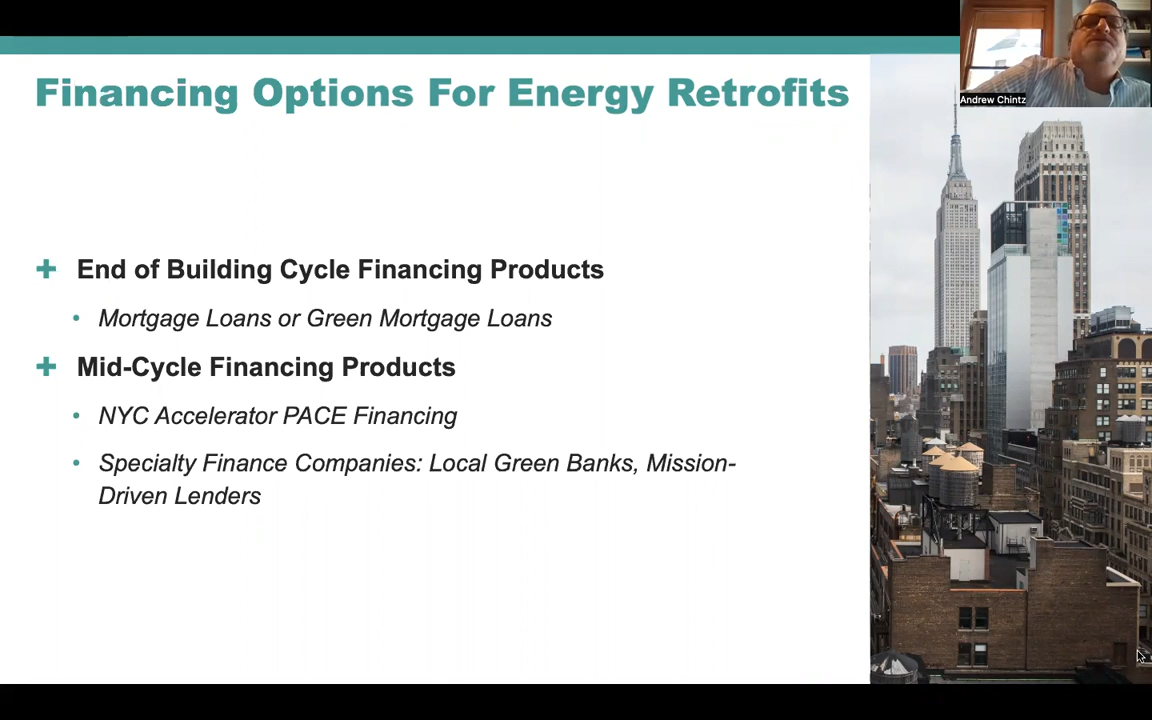 Financing Options For Energy Retrofits
Andrew Chintz
End of Building Cycle Financing Products
Mortgage Loans or Green Mortgage Loans
Mid-Cycle Financing Products
NYC Accelerator PACE Financing
Specialty Finance Companies: Local Green Banks, Mission-
Driven Lenders